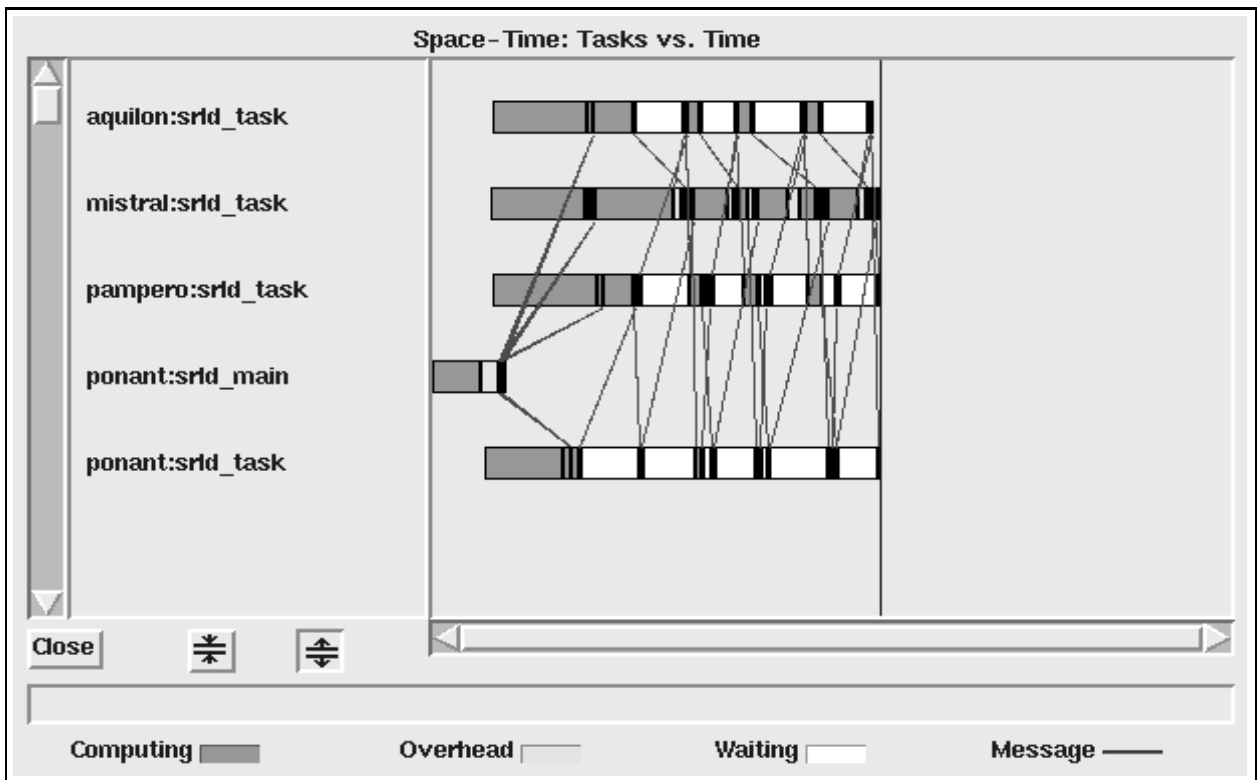 Space-Time: Tasks vs. Time
aquilon:srld_task
mistral:srld_task
pampero:srld_task
ponant:srld_main
ponant:srld_task
Close
Computing
Overhead
Waiting
Message